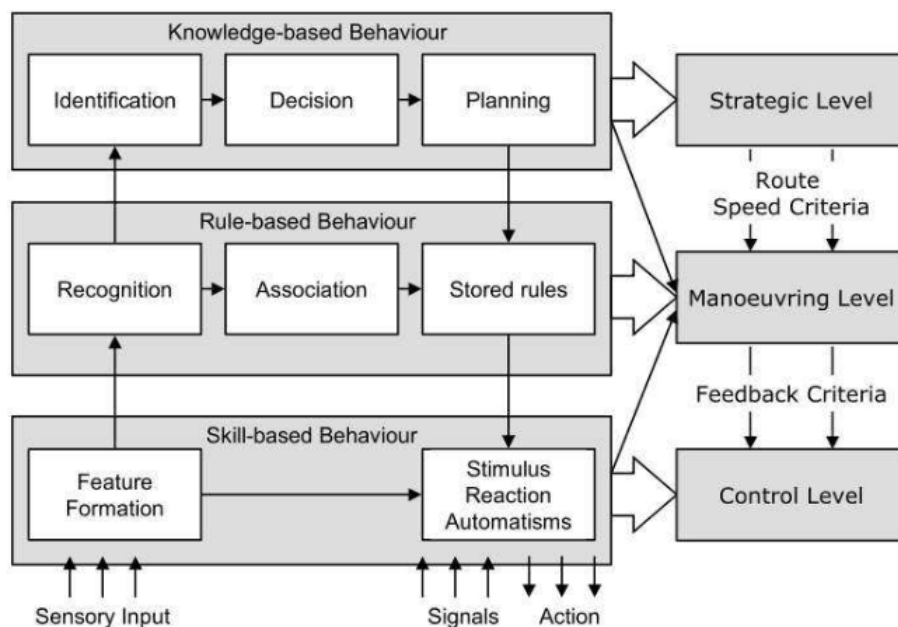 Knowledge-based Behaviour
Identification
Decision
Planning
Strategic Level
Route
Speed Criteria
Rule-based Behaviour
Recognition
Association
Stored rules
Manoeuvring Level
Feedback Criteria
Skill-based Behaviour
Feature
Formation
Stimulus
Reaction
Automatisms
Control Level
Sensory Input
Signals
Action